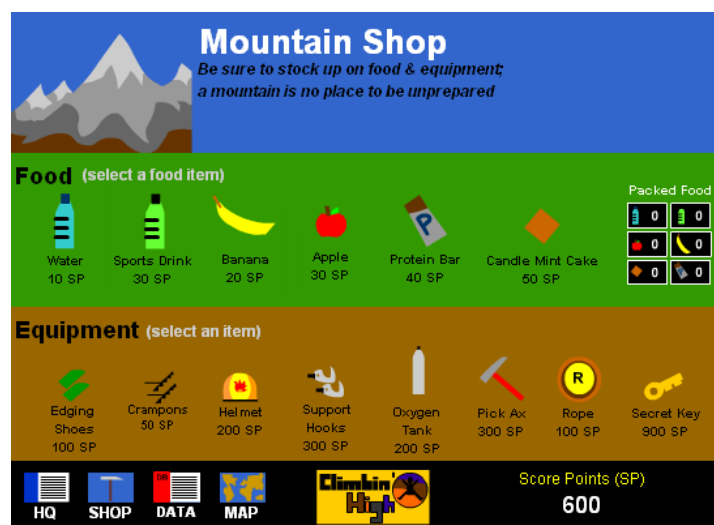 Mountain Shop
Be sure to stock up on food & equipment;
a mountain is no place to be unprepared
Food (select a food item)
Packed Food
0 0
0 0
0 0
P
Water Sports Drink Banana Apple Protein Bar Candle Mint Cake
10 SP 30 SP 20 SP 30 SP 40 SP 50 SP
Equipment (select an item)
R
Edging Shoes Crampons Helmet Support Hooks Oxygen Tank Pick Ax Rope Secret Key
100 SP 50 SP 200 SP 300 SP 200 SP 300 SP 100 SP 900 SP
HQ SHOP DATA MAP
Climbin'
High
Score Points (SP)
600